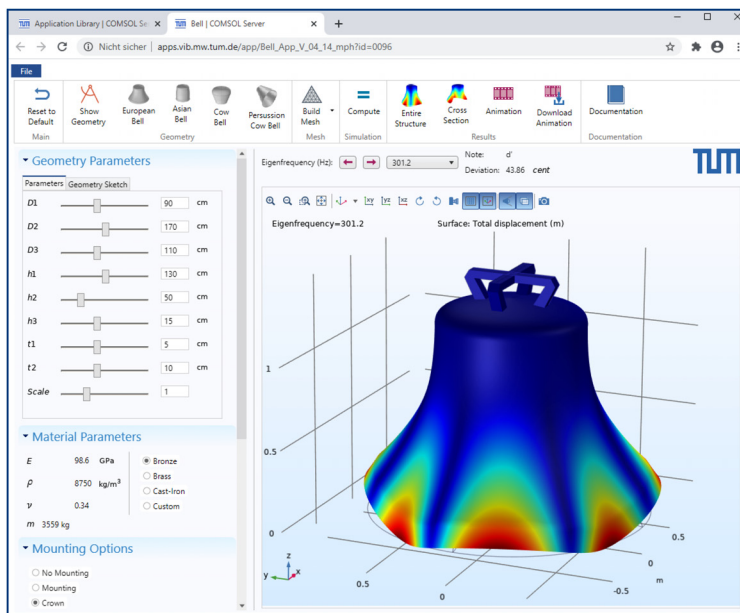 Application Library | COMSOL Se
Bell | COMSOL Server
Nicht sicher | apps.vib.mw.tum.de/app/Bell_App_V_04_14_mph?id=0096
File
Reset to Default
Show Geometry
European Bell
Asian Bell
Cow Bell
Persussion Cow Bell
Build Mesh
Compute
Entire Structure
Cross Section
Animation
Download Animation
Documentation
Main
Geometry
Mesh
Simulation
Results
Documentation
Geometry Parameters
Parameters Geometry Sketch
D1 90 cm
D2 170 cm
D3 110 cm
h1 130 cm
h2 50 cm
h3 15 cm
t1 5 cm
t2 10 cm
Scale 1
Material Parameters
E 98.6 GPa
ρ 8750 kg/m³
ν 0.34
m 3559 kg
Bronze
Brass
Cast-Iron
Custom
Mounting Options
No Mounting
Mounting
Crown
Eigenfrequency (Hz): 301.2
Note: d'
Deviation: 43.86 cent
TUM
xy yz xz
Eigenfrequency=301.2 Surface: Total displacement (m)
1
0.5
0
0.5
0
-0.5
m
0.5
0
z
y x